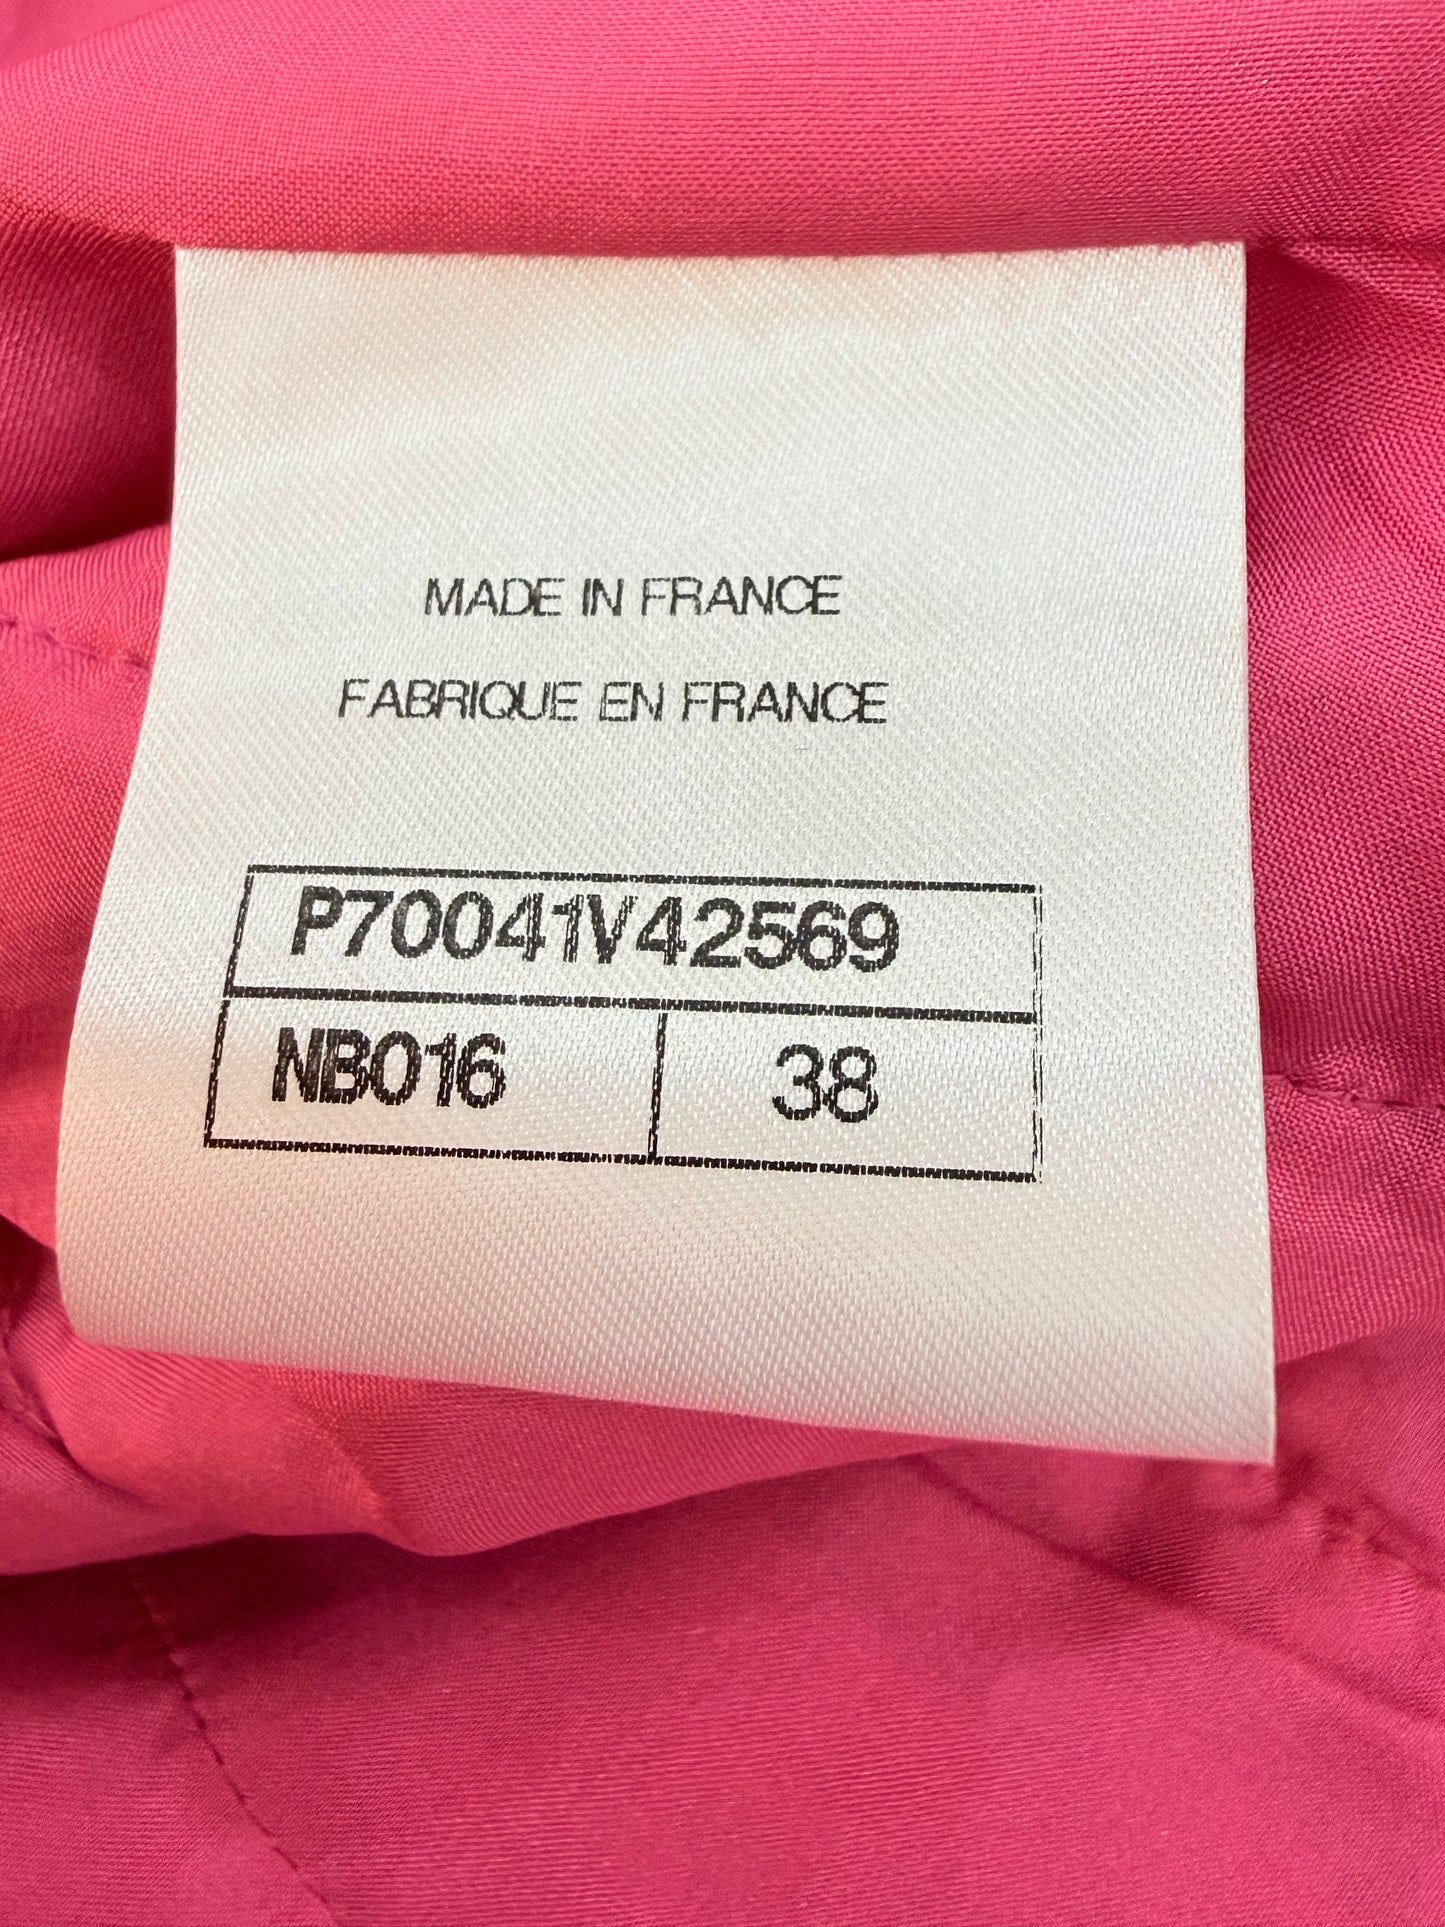 MADE IN FRANCE
FABRIQUE EN FRANCE
P70041V42569
NB016 38